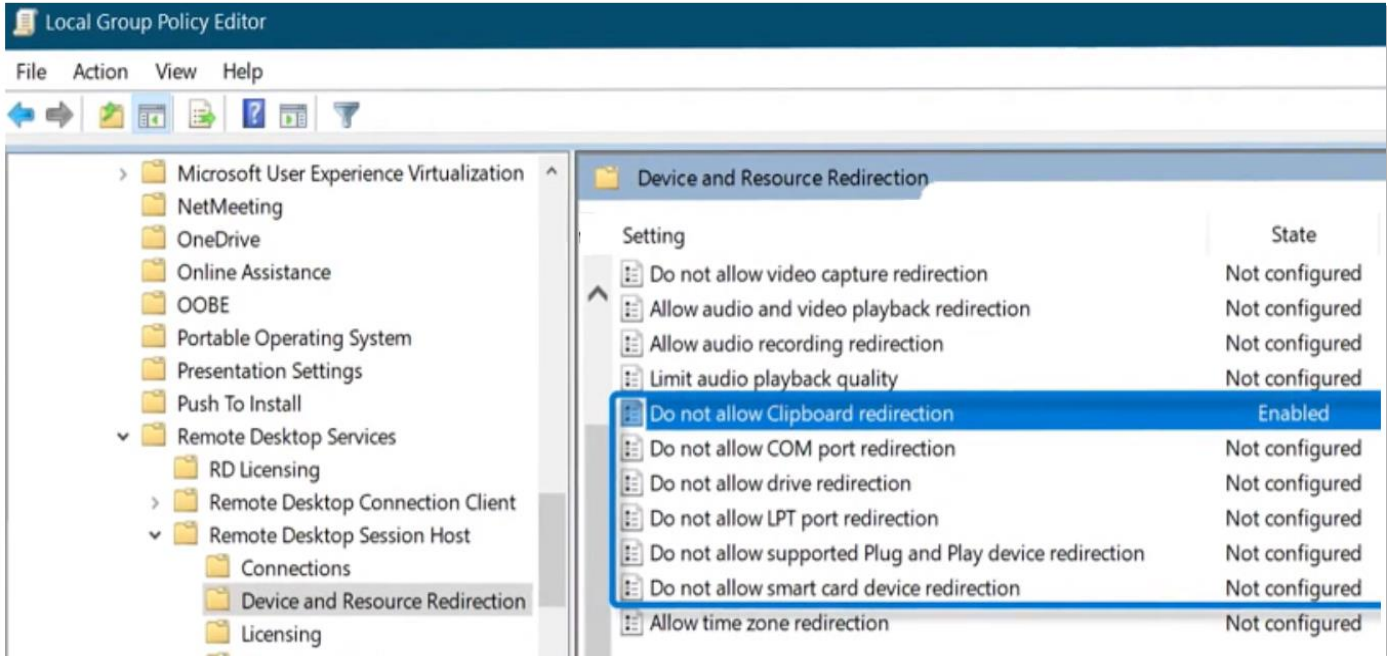 Local Group Policy Editor
File Action View Help
Microsoft User Experience Virtualization
NetMeeting
OneDrive
Online Assistance
OOBE
Portable Operating System
Presentation Settings
Push To Install
Remote Desktop Services
RD Licensing
Remote Desktop Connection Client
Remote Desktop Session Host
Connections
Device and Resource Redirection
Licensing
Device and Resource Redirection
Setting State
Do not allow video capture redirection Not configured
Allow audio and video playback redirection Not configured
Allow audio recording redirection Not configured
Limit audio playback quality Not configured
Do not allow Clipboard redirection Enabled
Do not allow COM port redirection Not configured
Do not allow drive redirection Not configured
Do not allow LPT port redirection Not configured
Do not allow supported Plug and Play device redirection Not configured
Do not allow smart card device redirection Not configured
Allow time zone redirection Not configured